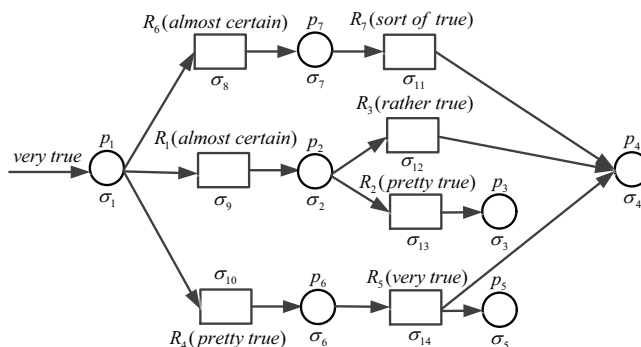 R6(almost certain) p7 R7(sort of true)
σ8 σ7 σ11
R3(rather true)
very true p1 R1(almost certain) p2 p4
σ1 σ9 σ2 σ12 σ4
R2(pretty true) p3
σ13 σ3
σ10 p6 R5(very true) p5
R4(pretty true) σ6 σ14 σ5